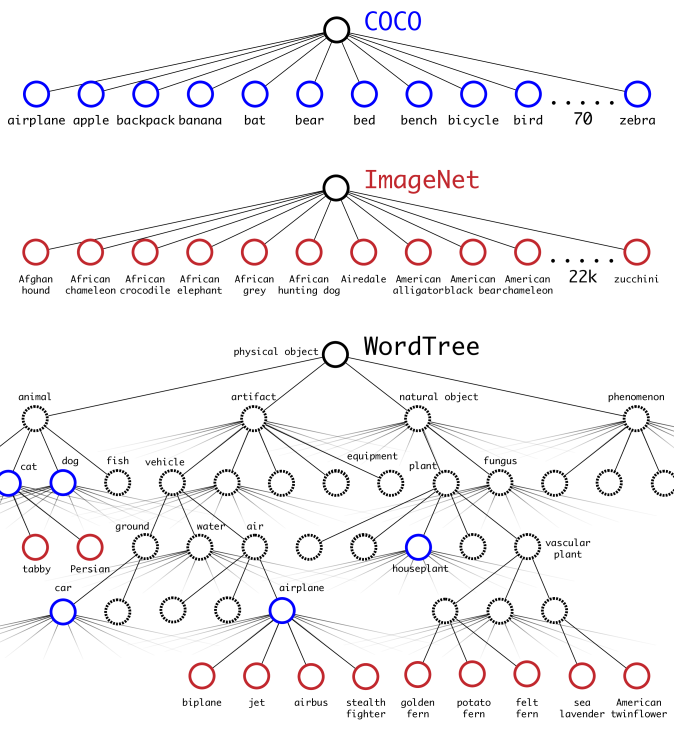 COCO
airplane apple backpack banana bat bear bed bench bicycle bird ..... 70 zebra
ImageNet
Afghan hound
African chameleon
African crocodile
African elephant
African grey
African hunting dog
Airedale
American alligator
American black bear
American chameleon
..... 22k
zucchini
WordTree
physical object
animal artifact natural object phenomenon
cat dog fish vehicle equipment plant fungus
ground water air vascular plant
tabby Persian houseplant
car airplane
biplane jet airbus
stealth fighter
golden fern
potato fern
felt fern
sea lavender
American twinflower